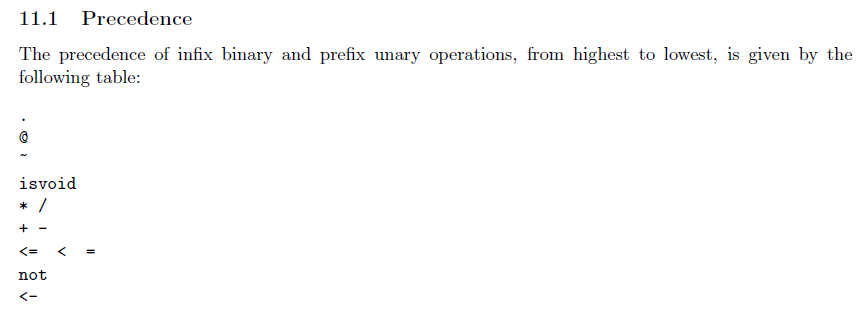 11.1 Precedence
The precedence of infix binary and prefix unary operations, from highest to lowest, is given by the
following table:
.
@
~
isvoid
* /
+ -
<= < =
not
<-